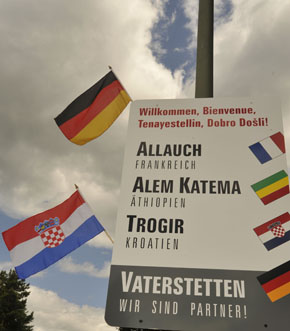 Willkommen, Bienvenue,
Tenayestellin, Dobro Došli!
ALLAUCH
FRANKREICH
ALEM KATEMA
ÄTHIOPIEN
TROGIR
KROATIEN
VATERSTETTEN
WIR SIND PARTNER!